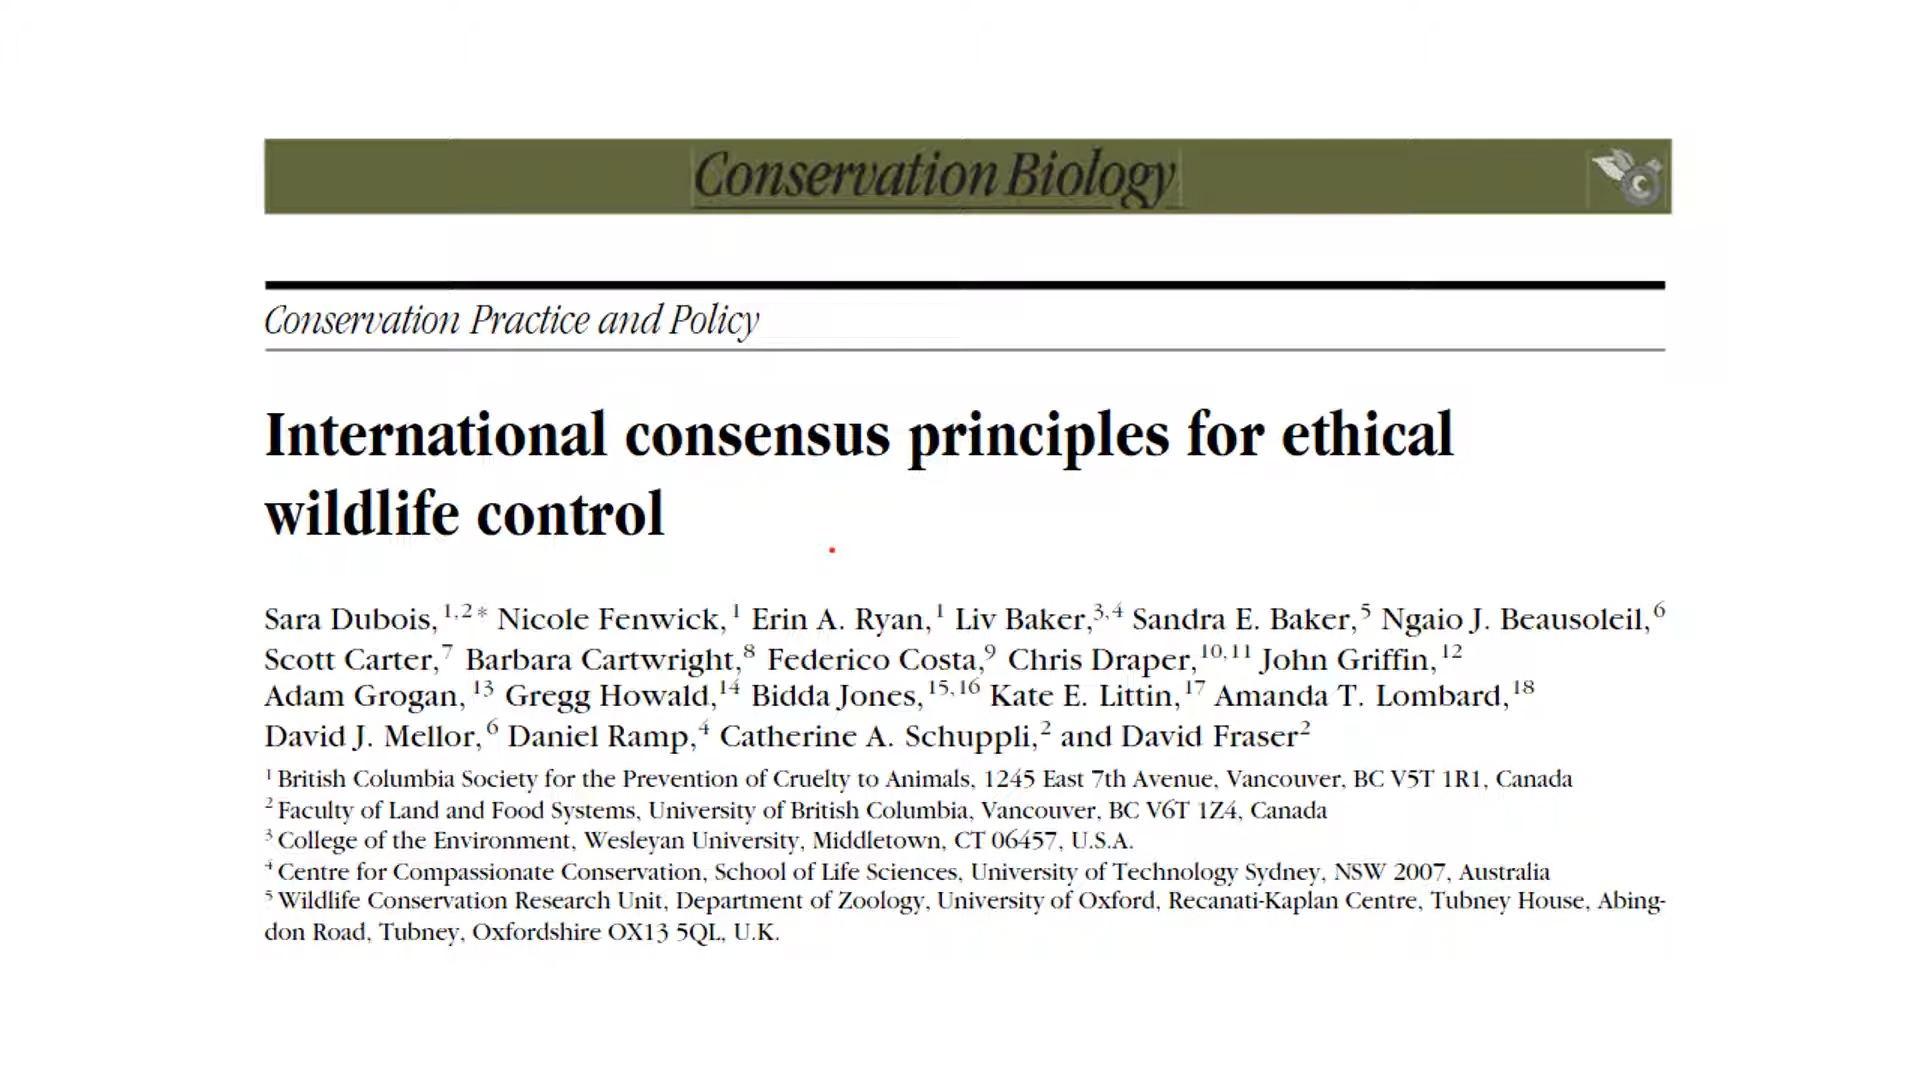 Conservation Biology
Conservation Practice and Policy
International consensus principles for ethical
wildlife control
Sara Dubois,1,2* Nicole Fenwick,1 Erin A. Ryan,1 Liv Baker,3,4 Sandra E. Baker,5 Ngaio J. Beausoleil,6
Scott Carter,7 Barbara Cartwright,8 Federico Costa,9 Chris Draper,10,11 John Griffin,12
Adam Grogan,13 Gregg Howald,14 Bidda Jones,15,16 Kate E. Littin,17 Amanda T. Lombard,18
David J. Mellor,6 Daniel Ramp,4 Catherine A. Schuppli,2 and David Fraser2
1 British Columbia Society for the Prevention of Cruelty to Animals, 1245 East 7th Avenue, Vancouver, BC V5T 1R1, Canada
2 Faculty of Land and Food Systems, University of British Columbia, Vancouver, BC V6T 1Z4, Canada
3 College of the Environment, Wesleyan University, Middletown, CT 06457, U.S.A.
4 Centre for Compassionate Conservation, School of Life Sciences, University of Technology Sydney, NSW 2007, Australia
5 Wildlife Conservation Research Unit, Department of Zoology, University of Oxford, Recanati-Kaplan Centre, Tubney House, Abing-
don Road, Tubney, Oxfordshire OX13 5QL, U.K.